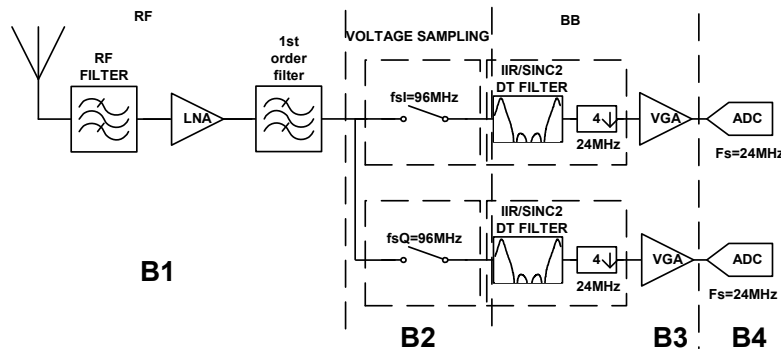 RF
BB
RF
FILTER
LNA
1st
order
filter
VOLTAGE SAMPLING
fsI=96MHz
IIR/SINC2
DT FILTER
4
24MHz
VGA
ADC
Fs=24MHz
fsQ=96MHz
IIR/SINC2
DT FILTER
4
24MHz
VGA
ADC
Fs=24MHz
B1
B2
B3
B4